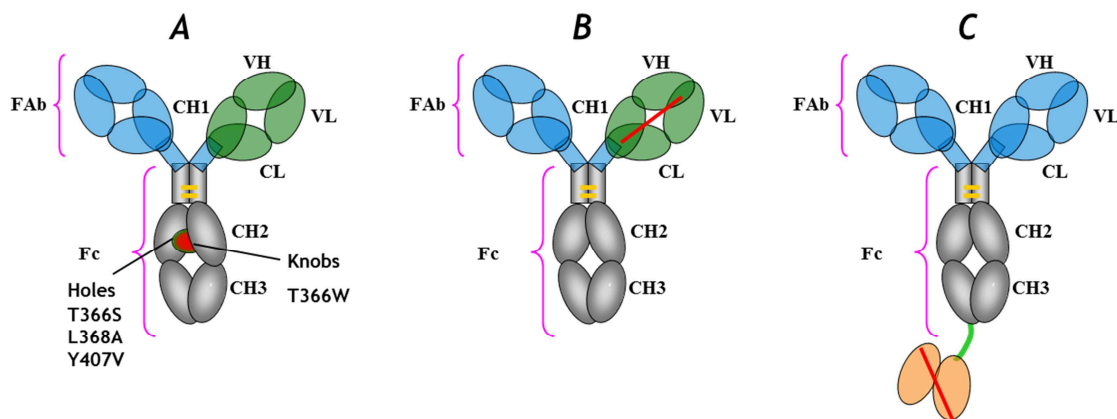 A
FAb
VH
CH1
VL
CL
Fc
CH2
CH3
Holes
T366S
L368A
Y407V
Knobs
T366W
B
FAb
VH
CH1
VL
CL
Fc
CH2
CH3
C
FAb
VH
CH1
VL
CL
Fc
CH2
CH3